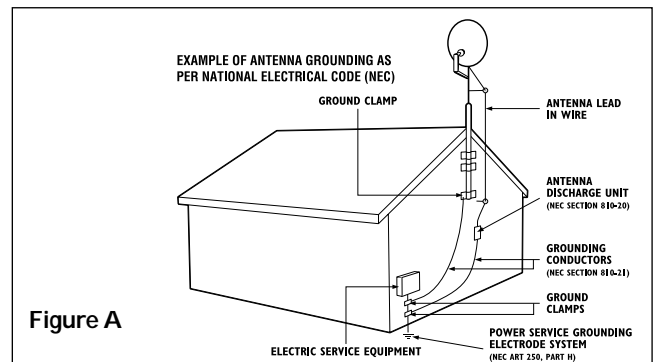 EXAMPLE OF ANTENNA GROUNDING AS
PER NATIONAL ELECTRICAL CODE (NEC)
GROUND CLAMP
ANTENNA LEAD
IN WIRE
ANTENNA
DISCHARGE UNIT
(NEC SECTION 810-20)
GROUNDING
CONDUCTORS
(NEC SECTION 810-21)
GROUND
CLAMPS
POWER SERVICE GROUNDING
ELECTRODE SYSTEM
(NEC ART 250, PART H)
ELECTRIC SERVICE EQUIPMENT
Figure A